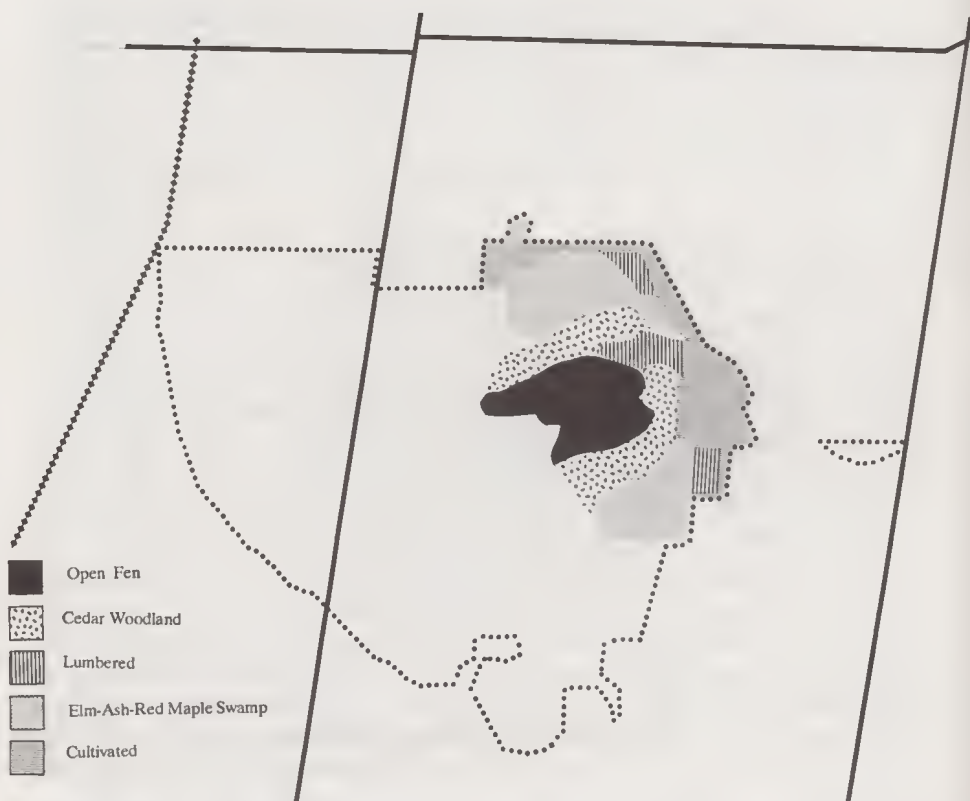 Open Fen
Cedar Woodland
Lumbered
Elm-Ash-Red Maple Swamp
Cultivated